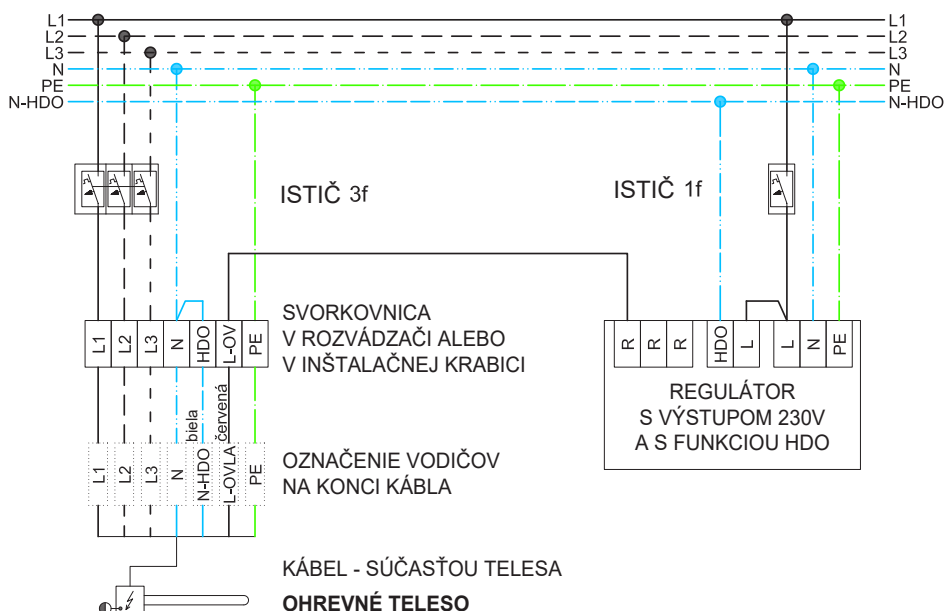 L1 L1
L2 L2
L3 L3
N N
PE PE
N-HDO N-HDO
ISTIČ 3f
ISTIČ 1f
SVORKOVNICA
V ROZVÁDZAČI ALEBO
V INŠTALAČNEJ KRABICI
L1 L2 L3 N HDO L-OV PE
R R R HDO L L N PE
REGULÁTOR
S VÝSTUPOM 230V
A S FUNKCIOU HDO
biela
červená
L1 L2 L3 N N-HDO L-OVLA PE
OZNAČENIE VODIČOV
NA KONCI KÁBLA
KÁBEL - SÚČASŤOU TELESA
OHREVNÉ TELESO